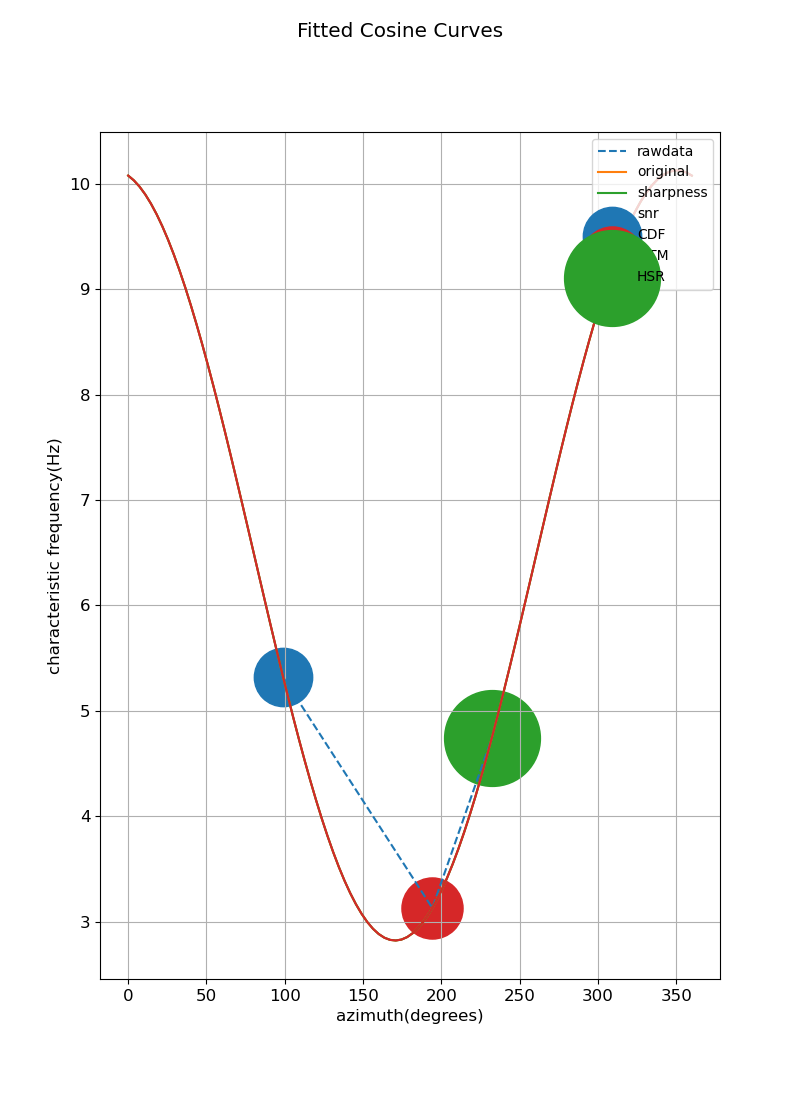 Fitted Cosine Curves
rawdata
original
sharpness
snr
CDF
HSR
10
9
8
7
6
5
4
3
characteristic frequency(Hz)
0 50 100 150 200 250 300 350
azimuth(degrees)